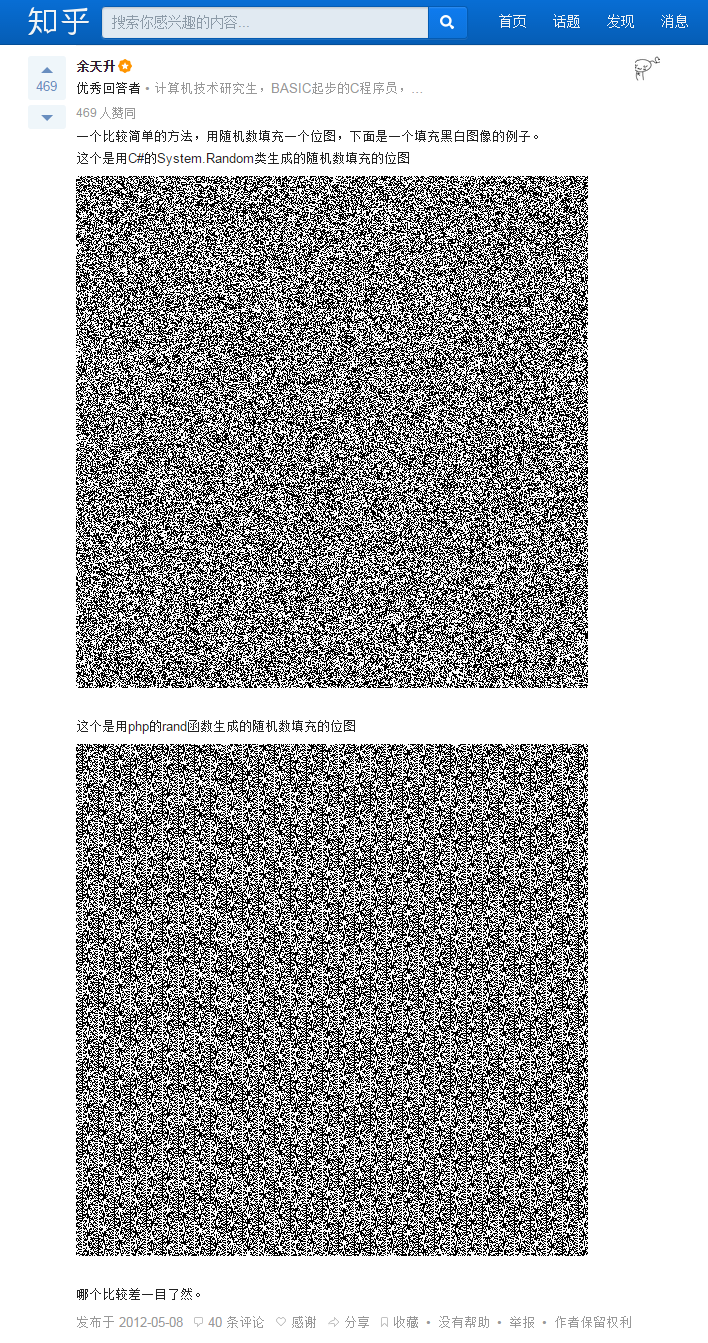 知乎 搜索你感兴趣的内容... 首页 话题 发现 消息
余天升
469
优秀回答者 • 计算机技术研究生，BASIC起步的C程序员，...
469 人赞同
一个比较简单的方法，用随机数填充一个位图，下面是一个填充黑白图像的例子。
这个是用C#的System.Random类生成的随机数填充的位图
这个是用php的rand函数生成的随机数填充的位图
哪个比较差一目了然。
发布于 2012-05-08 40 条评论 感谢 分享 收藏 • 没有帮助 • 举报 • 作者保留权利